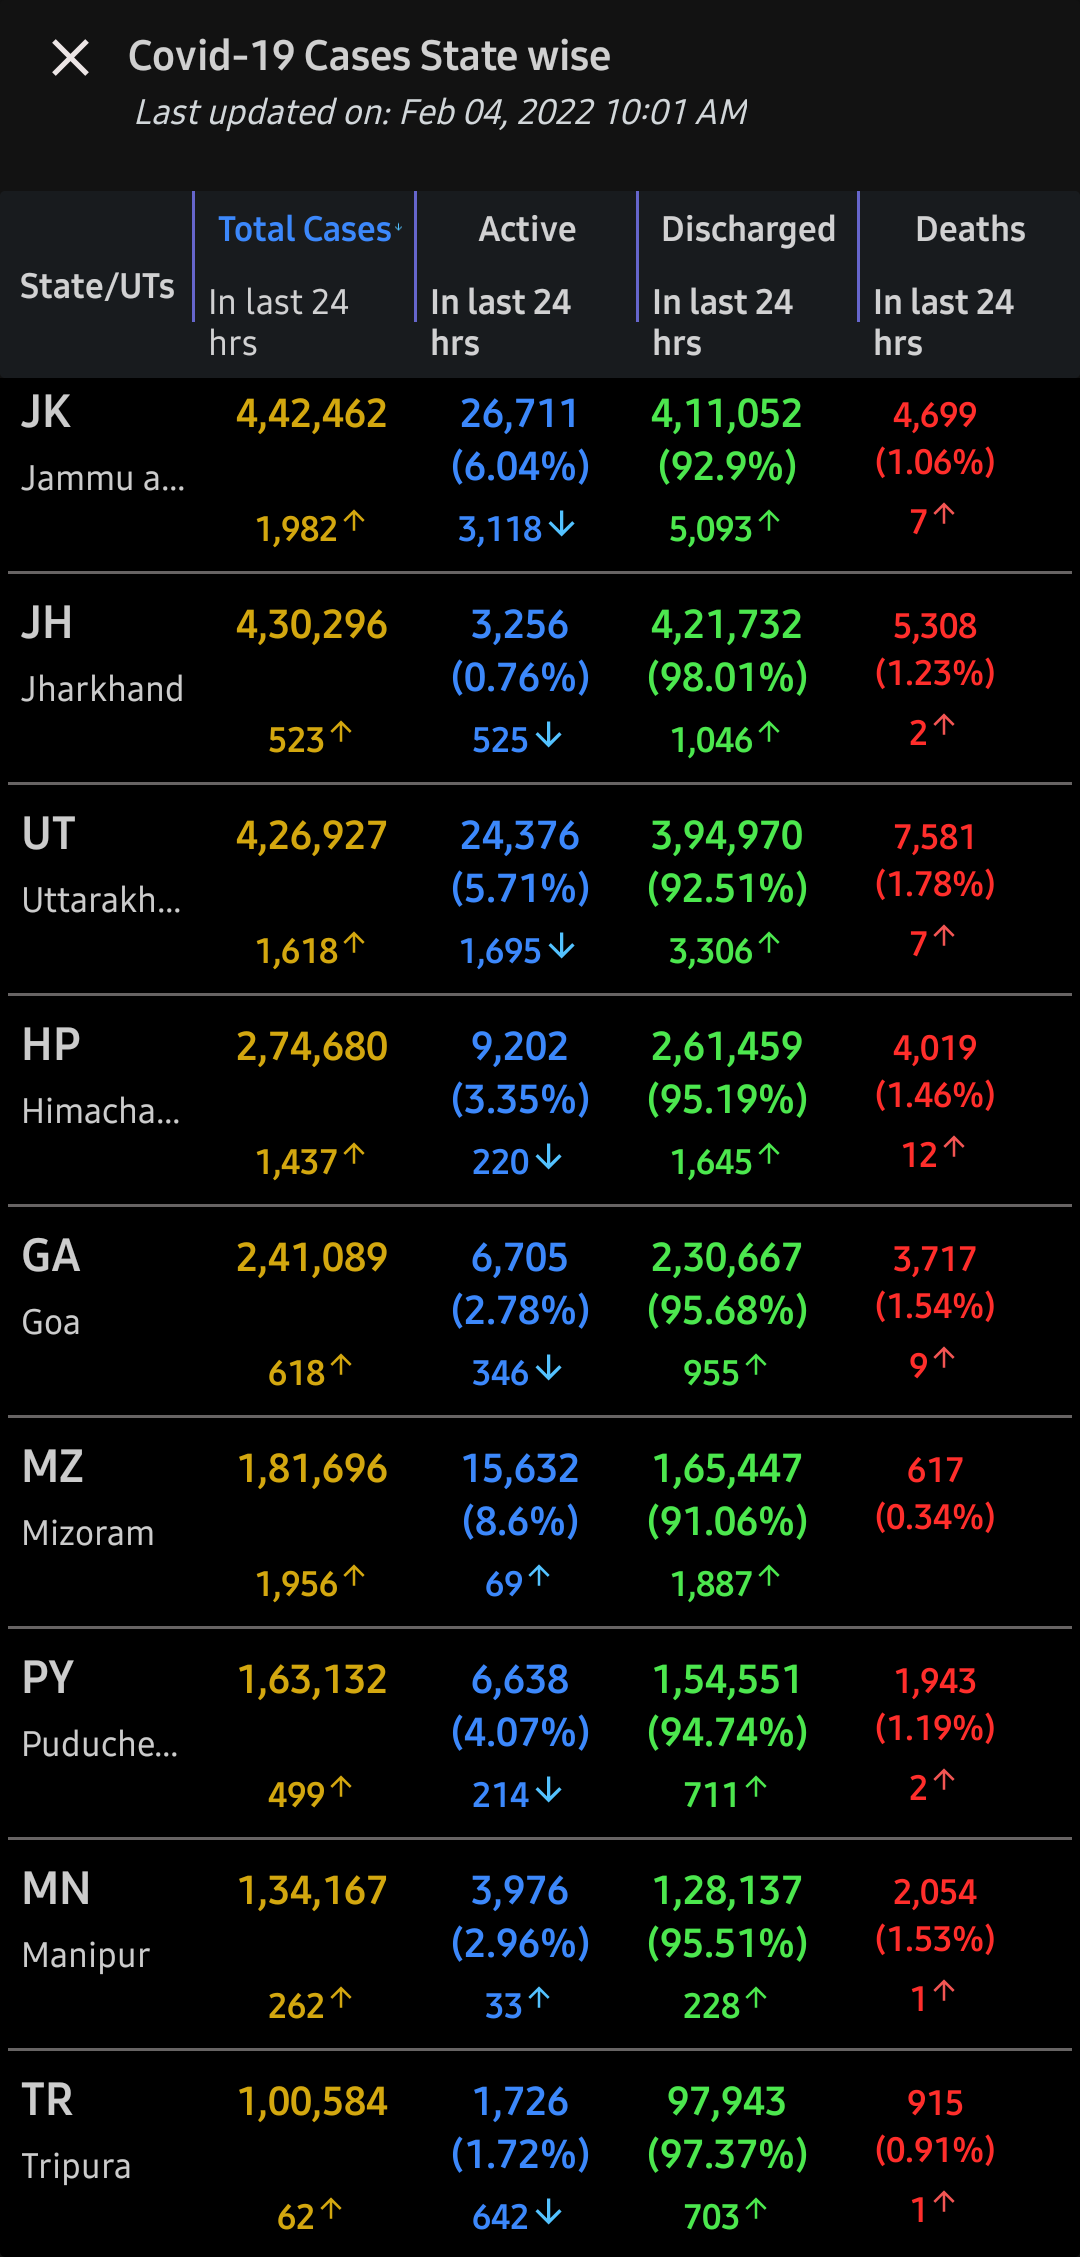 Covid-19 Cases State wise
Last updated on: Feb 04, 2022 10:01 AM
State/UTs
Total Cases↓ Active Discharged Deaths
In last 24 hrs In last 24 hrs In last 24 hrs In last 24 hrs
JK 4,42,462 26,711 4,11,052 4,699
Jammu a... (6.04%) (92.9%) (1.06%)
1,982↑ 3,118↓ 5,093↑ 7↑
JH 4,30,296 3,256 4,21,732 5,308
Jharkhand (0.76%) (98.01%) (1.23%)
523↑ 525↓ 1,046↑ 2↑
UT 4,26,927 24,376 3,94,970 7,581
Uttarakh... (5.71%) (92.51%) (1.78%)
1,618↑ 1,695↓ 3,306↑ 7↑
HP 2,74,680 9,202 2,61,459 4,019
Himacha... (3.35%) (95.19%) (1.46%)
1,437↑ 220↓ 1,645↑ 12↑
GA 2,41,089 6,705 2,30,667 3,717
Goa (2.78%) (95.68%) (1.54%)
618↑ 346↓ 955↑ 9↑
MZ 1,81,696 15,632 1,65,447 617
Mizoram (8.6%) (91.06%) (0.34%)
1,956↑ 69↑ 1,887↑
PY 1,63,132 6,638 1,54,551 1,943
Puduche... (4.07%) (94.74%) (1.19%)
499↑ 214↓ 711↑ 2↑
MN 1,34,167 3,976 1,28,137 2,054
Manipur (2.96%) (95.51%) (1.53%)
262↑ 33↑ 228↑ 1↑
TR 1,00,584 1,726 97,943 915
Tripura (1.72%) (97.37%) (0.91%)
62↑ 642↓ 703↑ 1↑